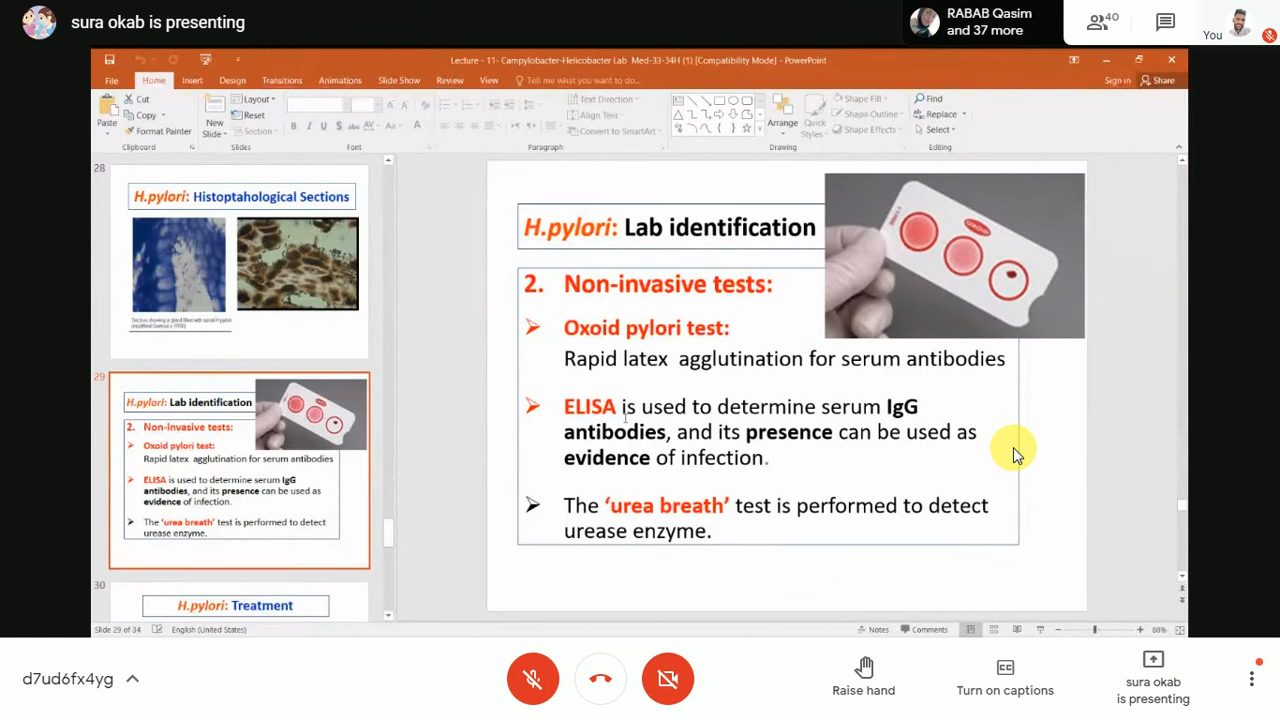 sura okab is presenting
RABAB Qasim
and 37 more
40
You
Lecture - 11- Campylobacter-Helicobacter Lab Med-33-34H (1) [Compatibility Mode] - PowerPoint
File Home Insert Design Transitions Animations Slide Show Review View Tell me what you want to do... Sign in Share
Paste
Cut
Copy
Format Painter
Clipboard
New
Slide
Layout
Reset
Section
Slides
Font
Text Direction
Align Text
Convert to SmartArt
Paragraph
Arrange
Quick
Styles
Shape Fill
Shape Outline
Shape Effects
Drawing
Find
Replace
Select
Editing
28
H.pylori: Histoptahological Sections
29
H.pylori: Lab identification
2. Non-invasive tests:
Oxoid pylori test:
Rapid latex agglutination for serum antibodies
ELISA is used to determine serum IgG
antibodies, and its presence can be used as
evidence of infection.
The ‘urea breath’ test is performed to detect
urease enzyme.
30
H.pylori: Treatment
H.pylori: Lab identification
2. Non-invasive tests:
Oxoid pylori test:
Rapid latex agglutination for serum antibodies
ELISA is used to determine serum IgG
antibodies, and its presence can be used as
evidence of infection.
The ‘urea breath’ test is performed to detect
urease enzyme.
Slide 29 of 34 English (United States) Notes Comments 88%
d7ud6fx4yg
Raise hand
Turn on captions
sura okab
is presenting